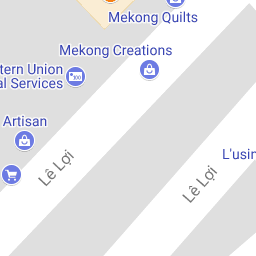 Mekong Quilts
Mekong Creations
tern Union
al Services
Artisan
Lê Lợi
Lê Lợi
L'usin